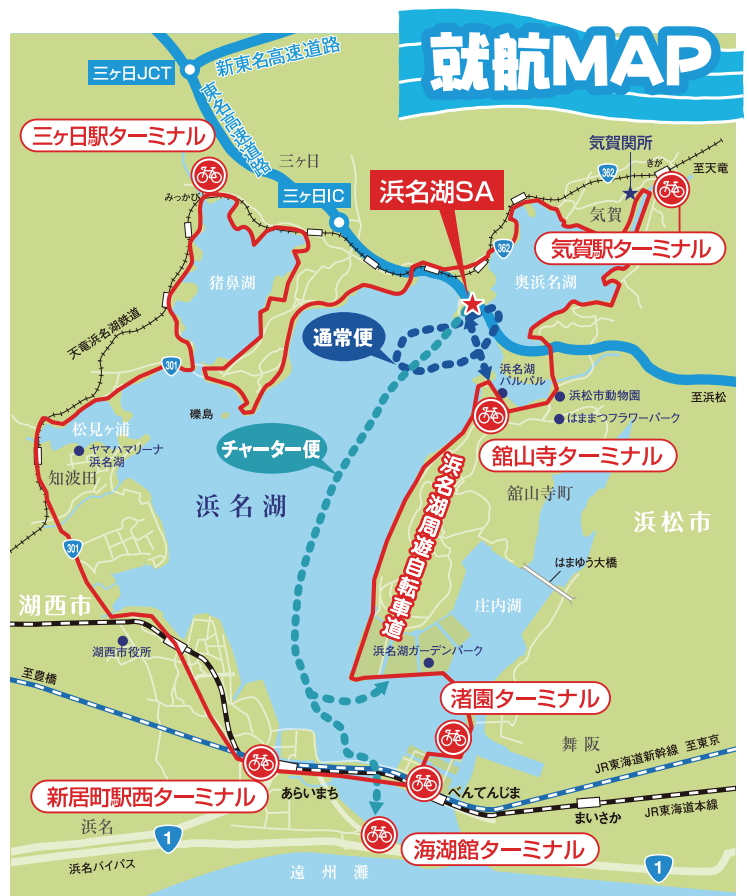 就航MAP
新東名高速道路
三ヶ日JCT
東名高速道路
三ヶ日駅ターミナル
三ヶ日
気賀関所
362
きが
至天竜
みっかび
三ヶ日IC
浜名湖SA
気賀
気賀駅ターミナル
362
猪鼻湖
奥浜名湖
天竜浜名湖鉄道
通常便
301
浜名湖
パルパル
浜松市動物園
至浜松
はままつフラワーパーク
礫島
松見ヶ浦
ヤマハマリーナ
浜名湖
知波田
チャーター便
舘山寺ターミナル
浜名湖周遊自転車道
舘山寺町
浜名湖
浜松市
301
はまゆう大橋
湖西市
庄内湖
湖西市役所
浜名湖ガーデンパーク
至豊橋
渚園ターミナル
舞阪
JR東海道新幹線 至東京
新居町駅西ターミナル
あらいまち
べんてんじま
まいさか
JR東海道本線
浜名
1
海湖館ターミナル
浜名バイパス
遠州灘
1